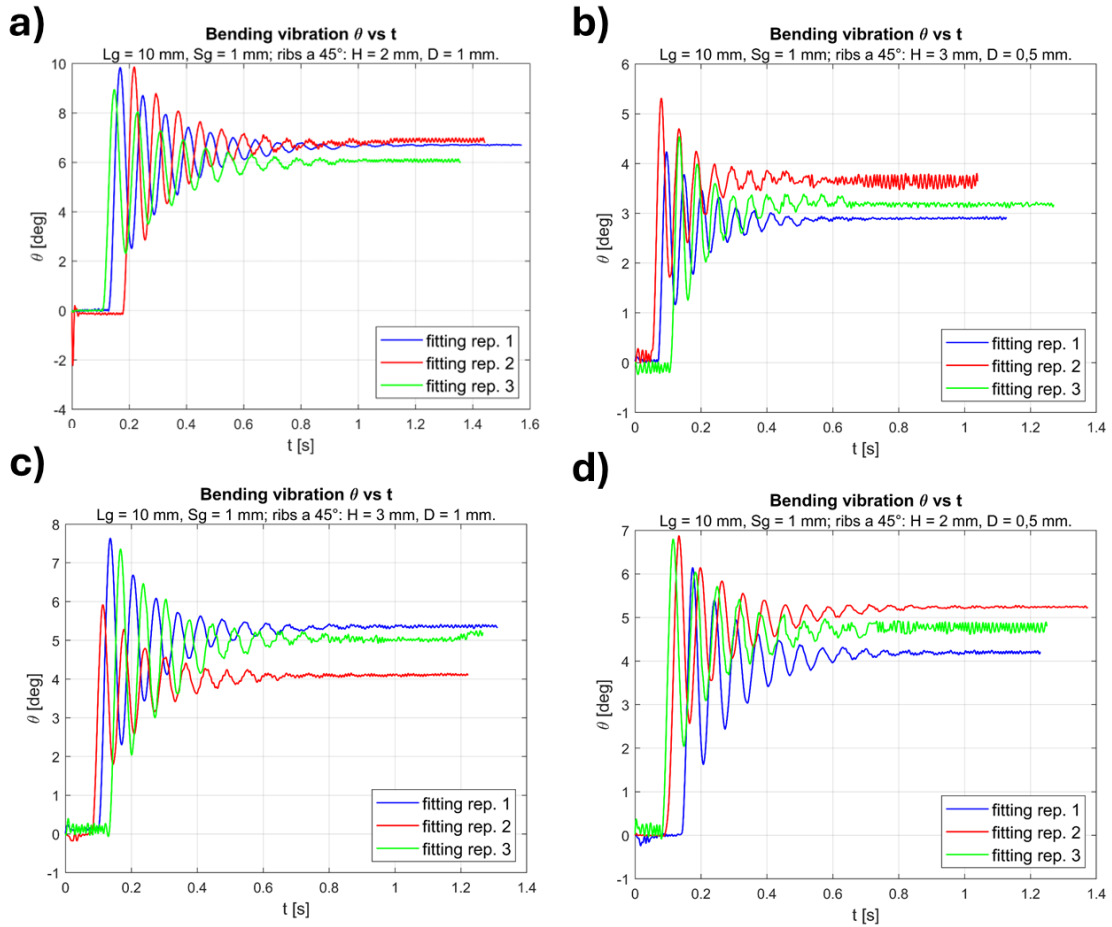 a)
Bending vibration θ vs t
Lg = 10 mm, Sg = 1 mm; ribs a 45°: H = 2 mm, D = 1 mm.
10
8
6
4
2
0
-2
-4
θ [deg]
0 0.2 0.4 0.6 0.8 1 1.2 1.4 1.6
t [s]
fitting rep. 1
fitting rep. 2
fitting rep. 3
b)
Bending vibration θ vs t
Lg = 10 mm, Sg = 1 mm; ribs a 45°: H = 3 mm, D = 0,5 mm.
6
5
4
3
2
1
0
-1
θ [deg]
0 0.2 0.4 0.6 0.8 1 1.2 1.4
t [s]
fitting rep. 1
fitting rep. 2
fitting rep. 3
c)
Bending vibration θ vs t
Lg = 10 mm, Sg = 1 mm; ribs a 45°: H = 3 mm, D = 1 mm.
8
7
6
5
4
3
2
1
0
-1
θ [deg]
0 0.2 0.4 0.6 0.8 1 1.2 1.4
t [s]
fitting rep. 1
fitting rep. 2
fitting rep. 3
d)
Bending vibration θ vs t
Lg = 10 mm, Sg = 1 mm; ribs a 45°: H = 2 mm, D = 0,5 mm.
7
6
5
4
3
2
1
0
-1
θ [deg]
0 0.2 0.4 0.6 0.8 1 1.2 1.4
t [s]
fitting rep. 1
fitting rep. 2
fitting rep. 3